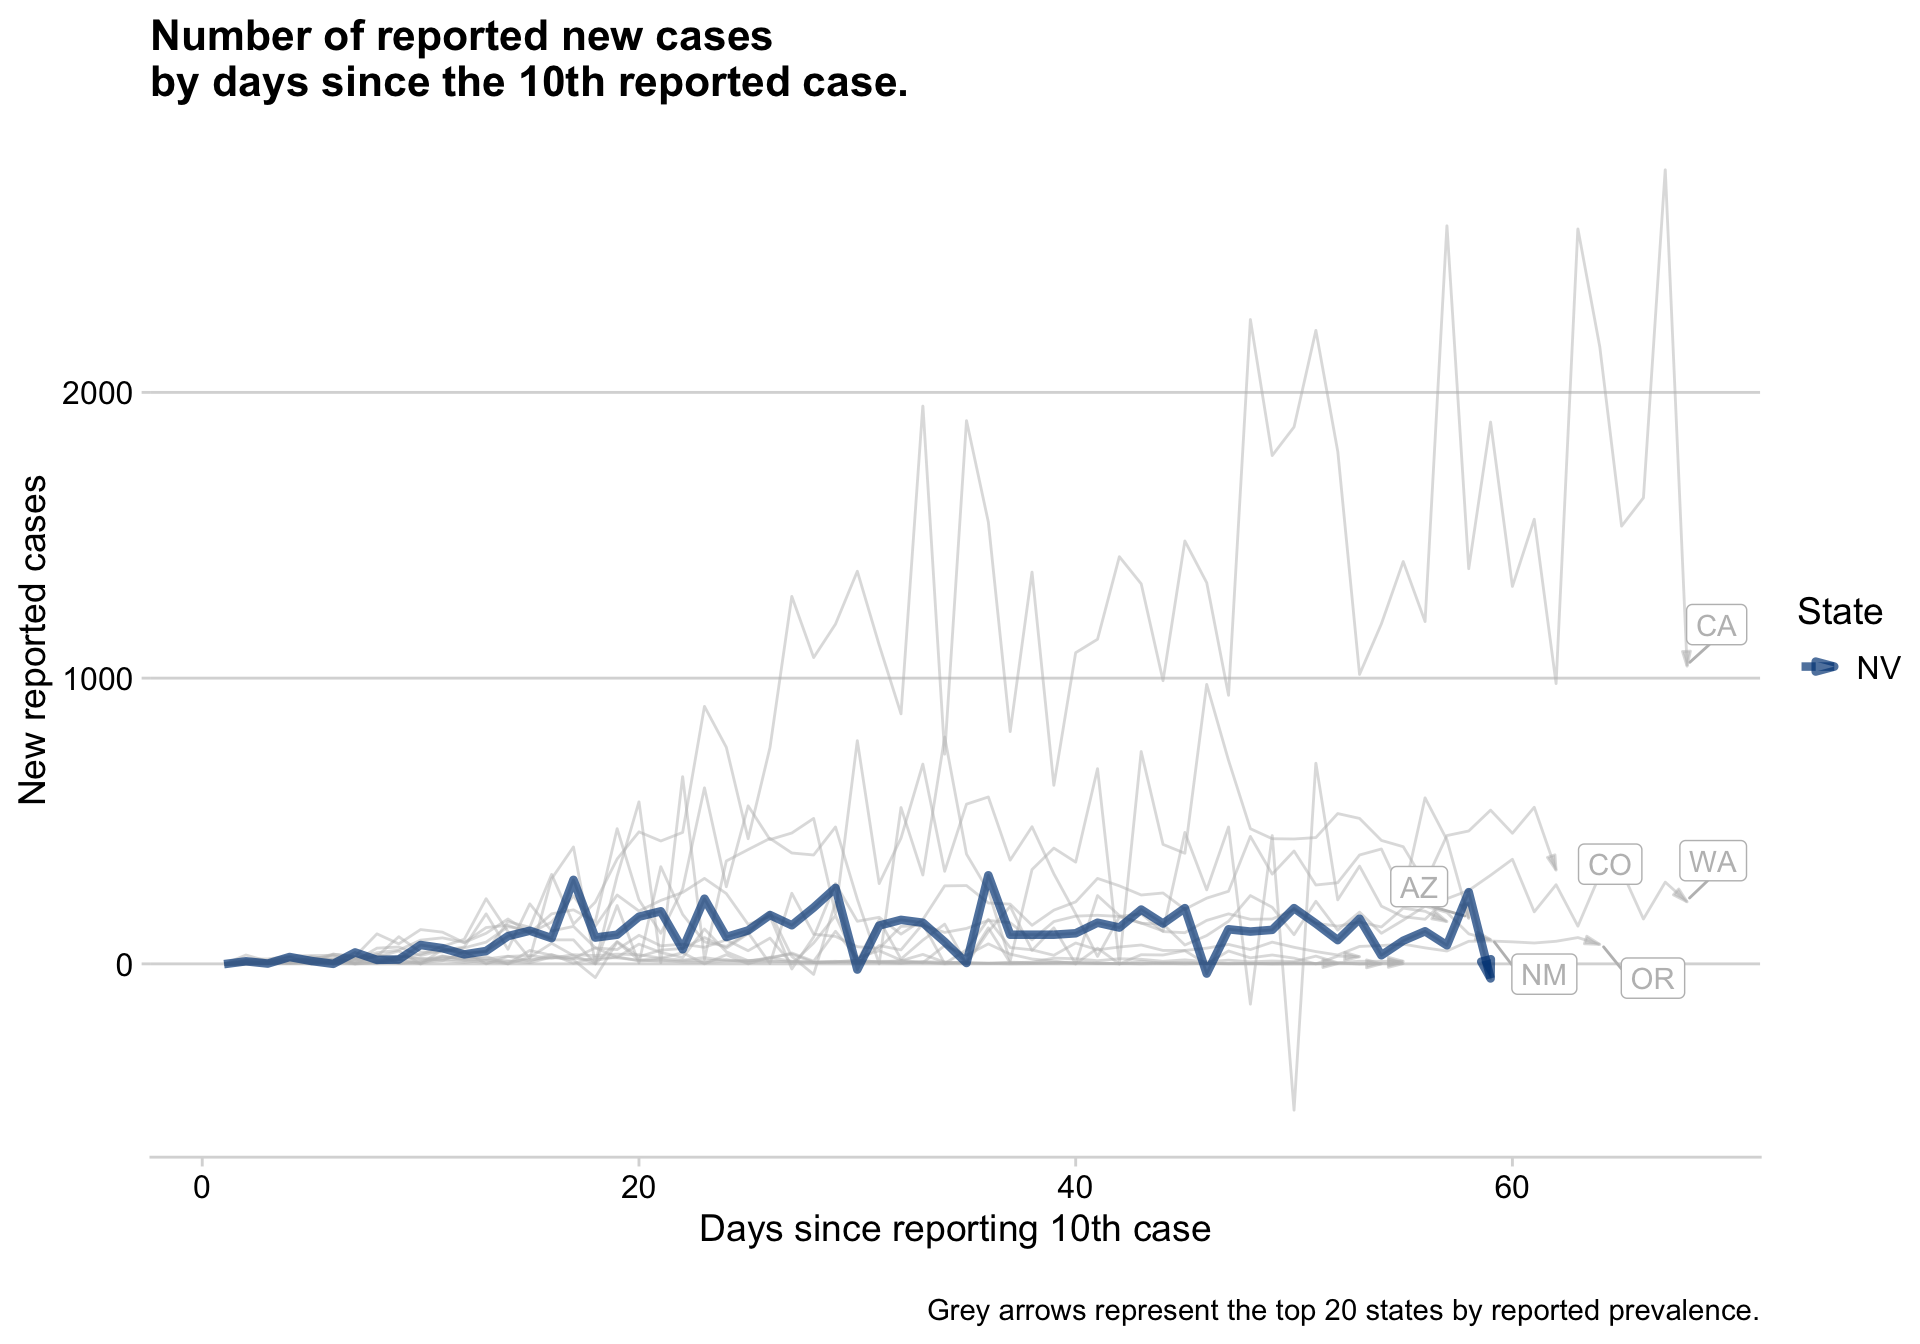 Number of reported new cases
by days since the 10th reported case.
New reported cases
2000
1000
0
CA
CO
WA
AZ
NM
OR
State
NV
0
20
40
60
Days since reporting 10th case
Grey arrows represent the top 20 states by reported prevalence.